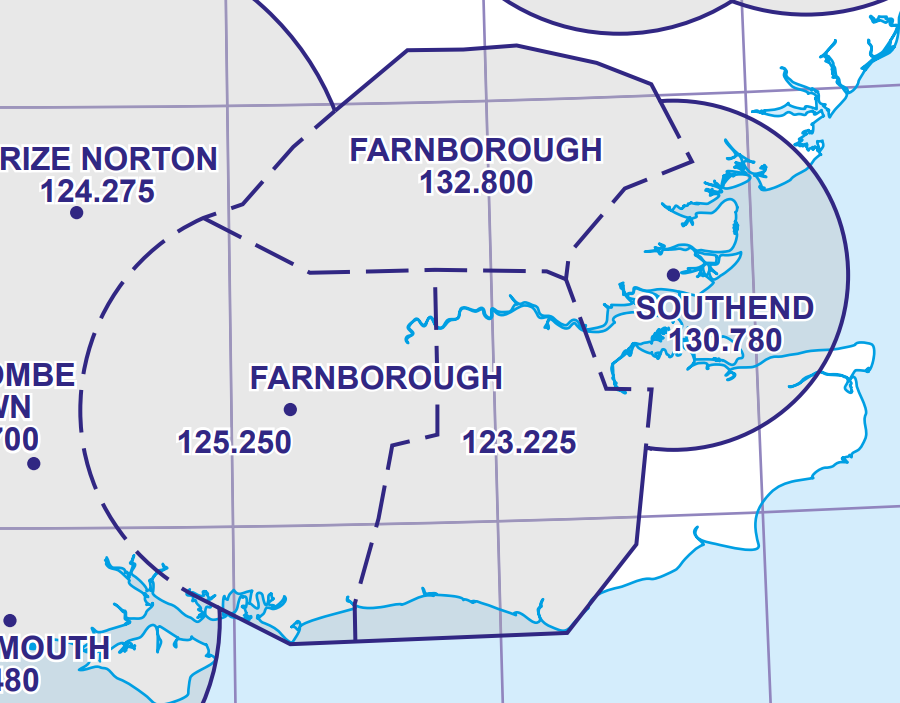 FARNBOROUGH
132.800
RIZE NORTON
124.275
SOUTHEND
130.780
OMBE
WN
700
FARNBOROUGH
125.250
123.225
MOUTH
480